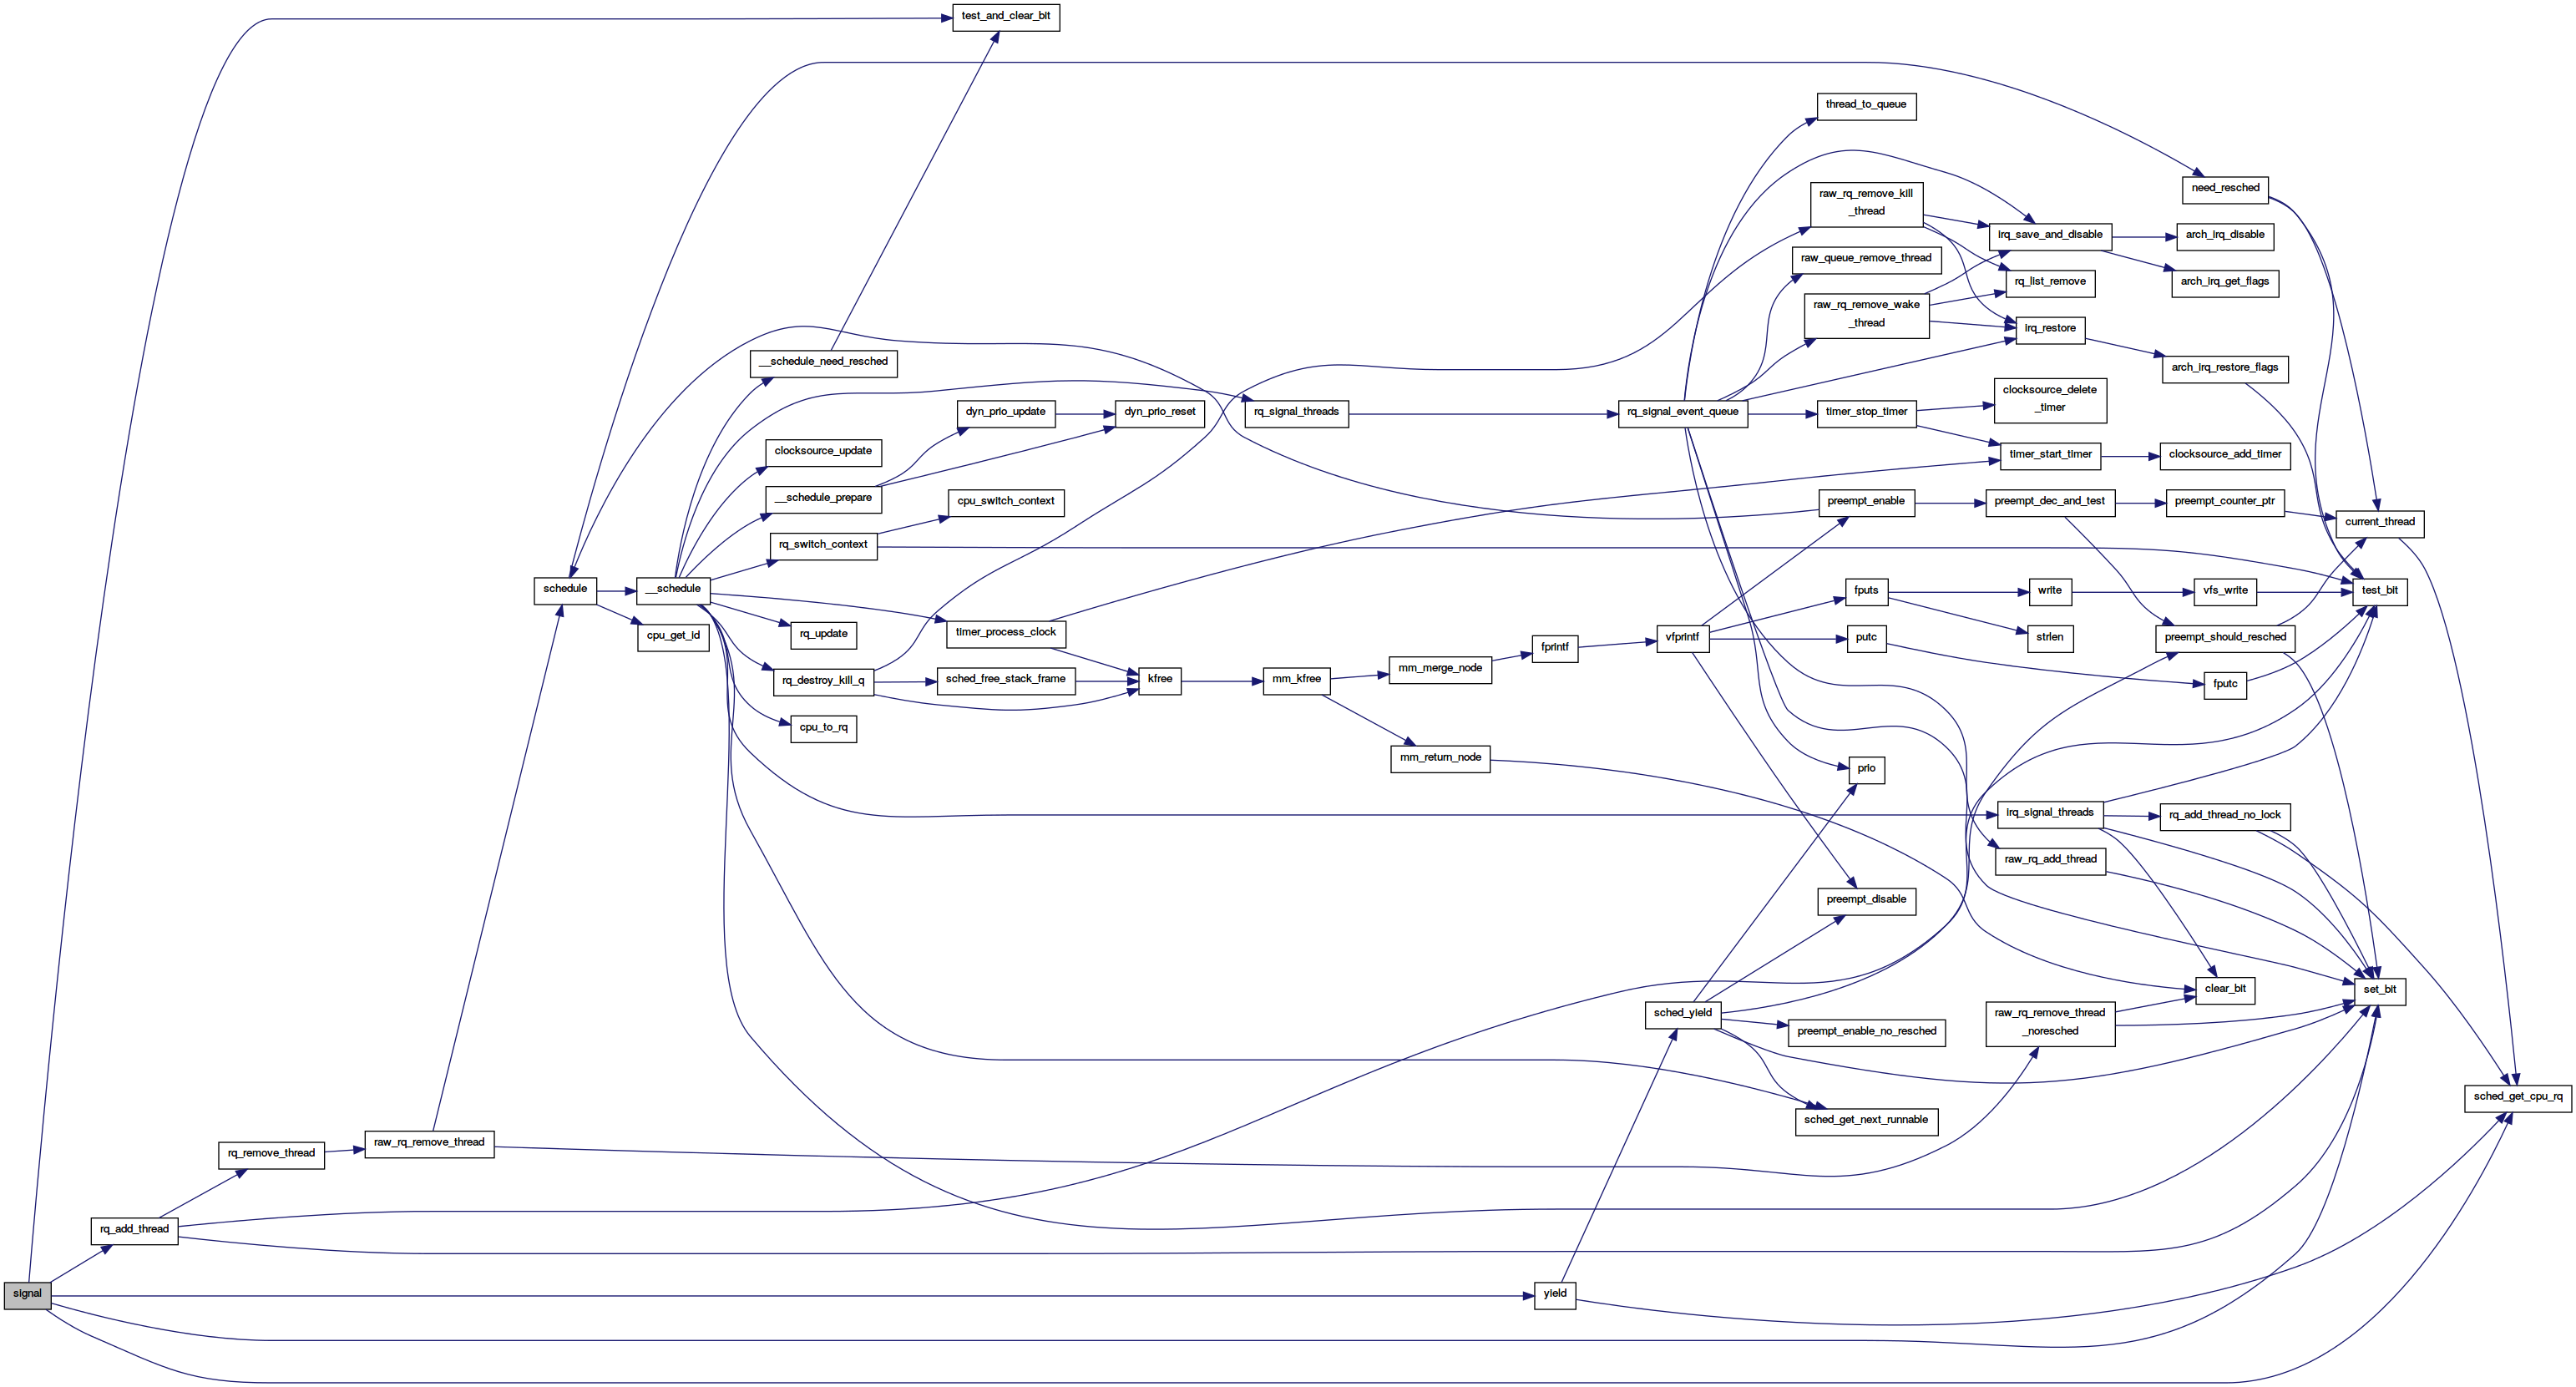 test_and_clear_bit
thread_to_queue
need_resched
raw_rq_remove_kill
_thread
irq_save_and_disable
arch_irq_disable
raw_queue_remove_thread
rq_list_remove
arch_irq_get_flags
raw_rq_remove_wake
_thread
irq_restore
__schedule_need_resched
arch_irq_restore_flags
clocksource_delete
_timer
dyn_prio_update
dyn_prio_reset
rq_signal_threads
rq_signal_event_queue
timer_stop_timer
clocksource_update
timer_start_timer
clocksource_add_timer
__schedule_prepare
cpu_switch_context
preempt_enable
preempt_dec_and_test
preempt_counter_ptr
current_thread
rq_switch_context
schedule
__schedule
fputs
write
vfs_write
test_bit
cpu_get_id
rq_update
timer_process_clock
vfprintf
putc
strlen
preempt_should_resched
fprintf
rq_destroy_kill_q
sched_free_stack_frame
kfree
mm_kfree
mm_merge_node
fputc
cpu_to_rq
mm_return_node
prio
irq_signal_threads
rq_add_thread_no_lock
raw_rq_add_thread
preempt_disable
clear_bit
set_bit
sched_yield
raw_rq_remove_thread
_noresched
preempt_enable_no_resched
sched_get_cpu_rq
sched_get_next_runnable
raw_rq_remove_thread
rq_remove_thread
rq_add_thread
signal
yield